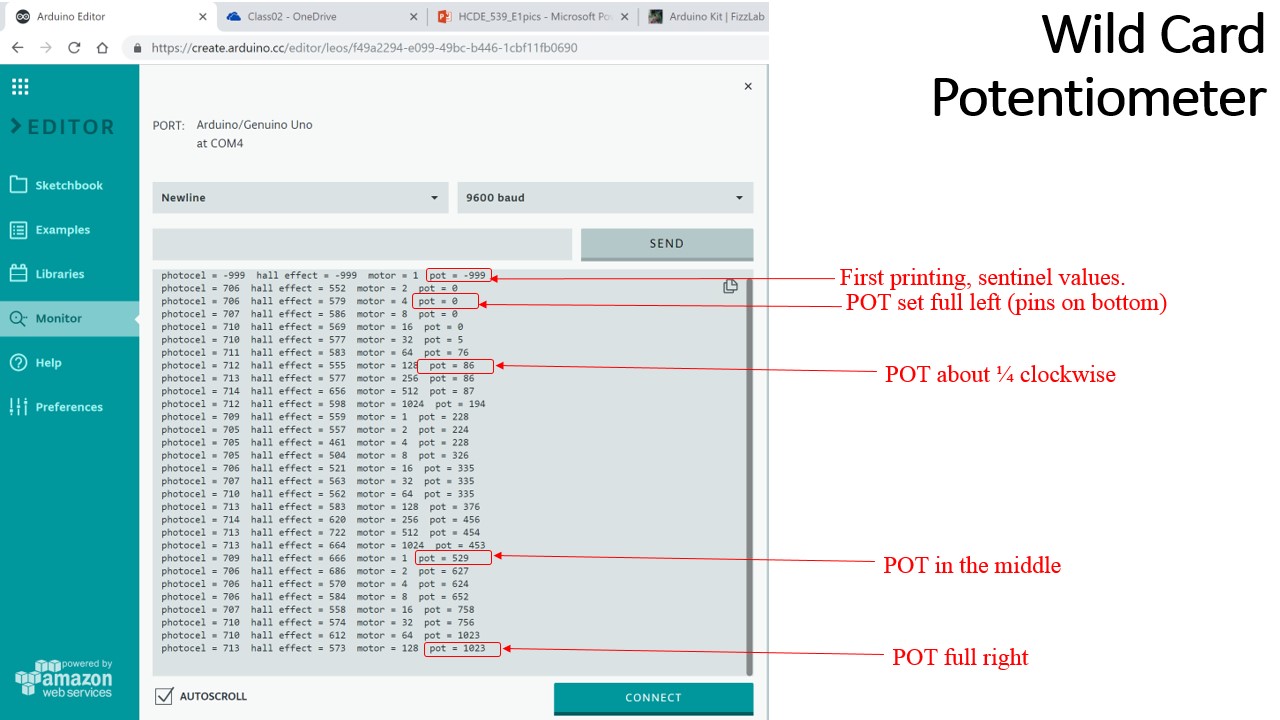 Arduino Editor
Class02 - OneDrive
HCDE_539_E1pics - Microsoft Po
Arduino Kit | FizzLab
https://create.arduino.cc/editor/leos/f49a2294-e099-49bc-b446-1cbf11fb0690
Wild Card
Potentiometer
EDITOR
Sketchbook
Examples
Libraries
Monitor
Help
Preferences
powered by
amazon
web services
PORT: Arduino/Genuino Uno
at COM4
Newline
9600 baud
SEND
photocel = -999 hall effect = -999 motor = 1 pot = -999
photocel = 706 hall effect = 552 motor = 2 pot = 0
photocel = 706 hall effect = 579 motor = 4 pot = 0
photocel = 707 hall effect = 586 motor = 8 pot = 0
photocel = 710 hall effect = 569 motor = 16 pot = 0
photocel = 710 hall effect = 577 motor = 32 pot = 5
photocel = 711 hall effect = 583 motor = 64 pot = 76
photocel = 712 hall effect = 555 motor = 128 pot = 86
photocel = 713 hall effect = 577 motor = 256 pot = 86
photocel = 714 hall effect = 656 motor = 512 pot = 87
photocel = 712 hall effect = 598 motor = 1024 pot = 194
photocel = 709 hall effect = 559 motor = 1 pot = 228
photocel = 705 hall effect = 557 motor = 2 pot = 224
photocel = 705 hall effect = 461 motor = 4 pot = 228
photocel = 705 hall effect = 504 motor = 8 pot = 326
photocel = 706 hall effect = 521 motor = 16 pot = 335
photocel = 707 hall effect = 563 motor = 32 pot = 335
photocel = 710 hall effect = 562 motor = 64 pot = 335
photocel = 713 hall effect = 583 motor = 128 pot = 376
photocel = 714 hall effect = 620 motor = 256 pot = 456
photocel = 713 hall effect = 722 motor = 512 pot = 454
photocel = 713 hall effect = 664 motor = 1024 pot = 453
photocel = 709 hall effect = 666 motor = 1 pot = 529
photocel = 706 hall effect = 686 motor = 2 pot = 627
photocel = 706 hall effect = 570 motor = 4 pot = 624
photocel = 706 hall effect = 584 motor = 8 pot = 652
photocel = 707 hall effect = 558 motor = 16 pot = 758
photocel = 710 hall effect = 574 motor = 32 pot = 756
photocel = 710 hall effect = 612 motor = 64 pot = 1023
photocel = 713 hall effect = 573 motor = 128 pot = 1023
AUTOSCROLL
CONNECT
First printing, sentinel values.
POT set full left (pins on bottom)
POT about ¼ clockwise
POT in the middle
POT full right